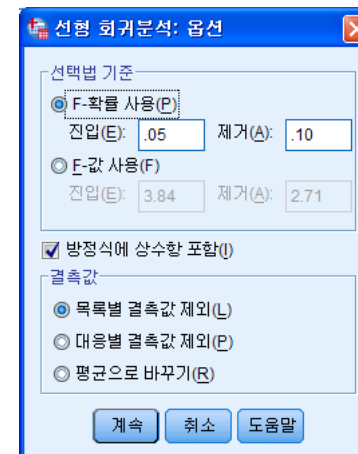 선형 회귀분석: 옵션
선택법 기준
F-확률 사용(P)
진입(E): .05 제거(A): .10
F-값 사용(F)
진입(E): 3.84 제거(A): 2.71
방정식에 상수항 포함(I)
결측값
목록별 결측값 제외(L)
대응별 결측값 제외(P)
평균으로 바꾸기(R)
계속 취소 도움말